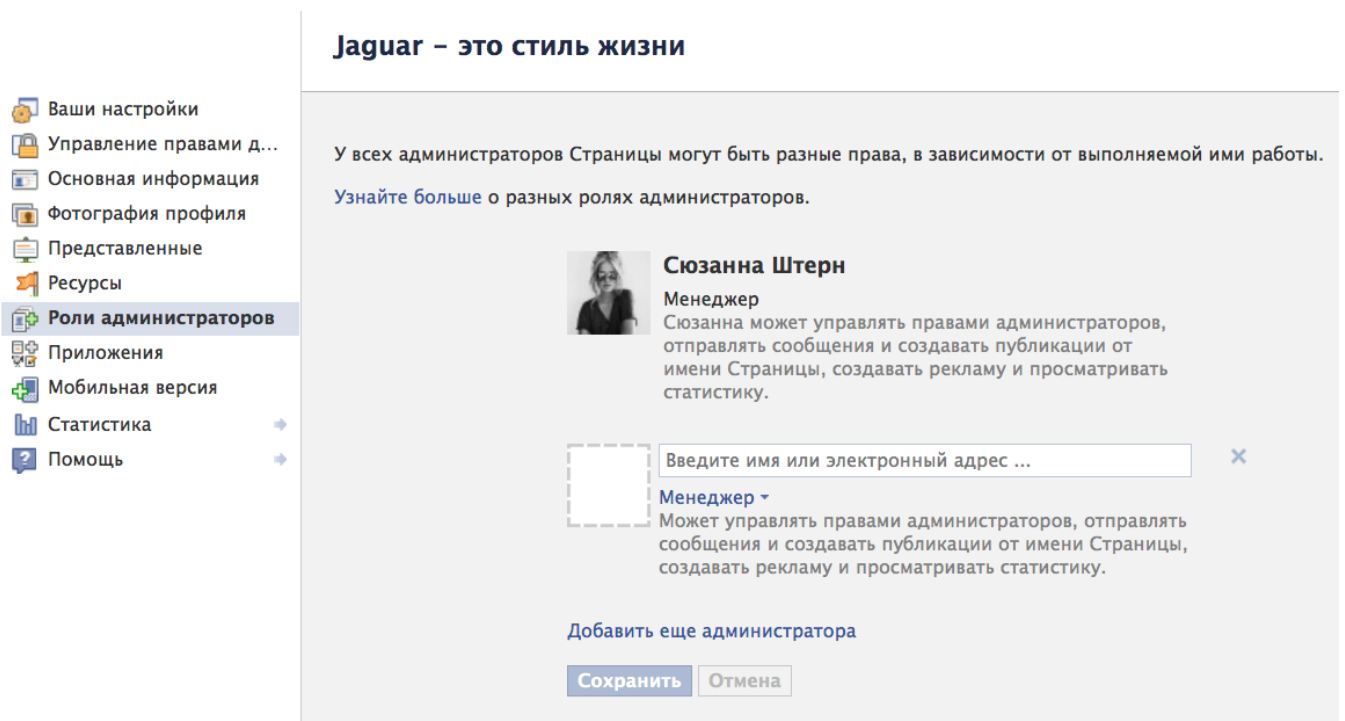 Jaguar – это стиль жизни
Ваши настройки
Управление правами д...
Основная информация
Фотография профиля
Представленные
Ресурсы
Роли администраторов
Приложения
Мобильная версия
Статистика
Помощь
У всех администраторов Страницы могут быть разные права, в зависимости от выполняемой ими работы.
Узнайте больше о разных ролях администраторов.
Сюзанна Штерн
Менеджер
Сюзанна может управлять правами администраторов,
отправлять сообщения и создавать публикации от
имени Страницы, создавать рекламу и просматривать
статистику.
Введите имя или электронный адрес ...
Менеджер
Может управлять правами администраторов, отправлять
сообщения и создавать публикации от имени Страницы,
создавать рекламу и просматривать статистику.
Добавить еще администратора
Сохранить
Отмена